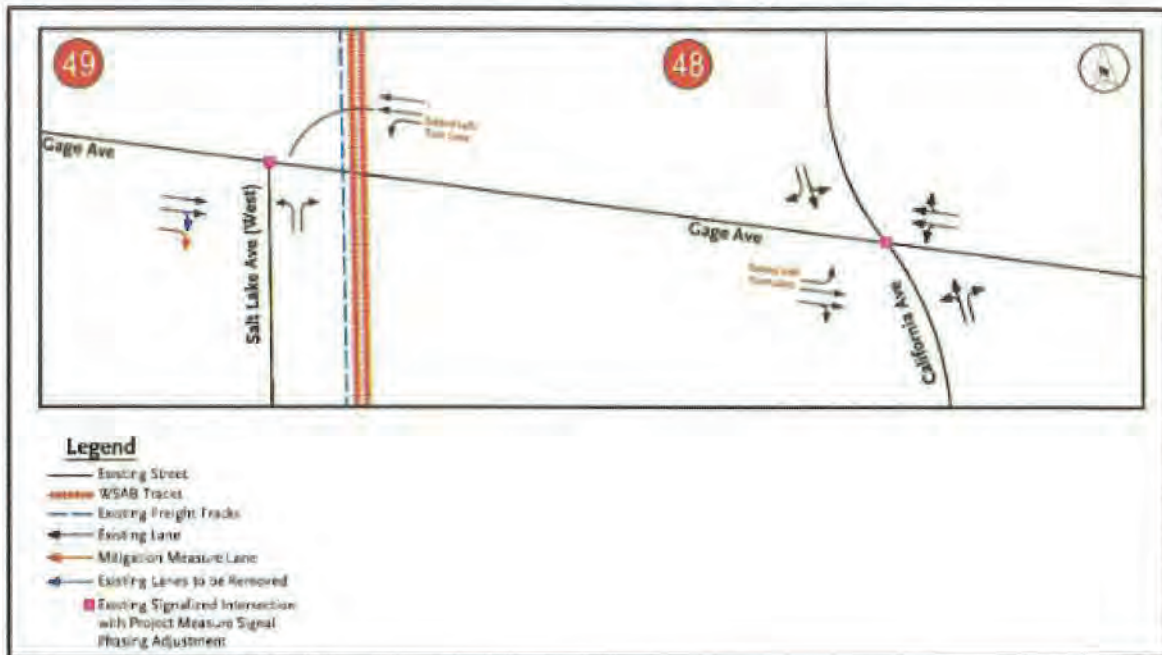 49
48
Gage Ave
Salt Lake Ave (West)
Gage Ave
California Ave
Legend
Existing Street
WSAB Tracks
Existing Freight Tracks
Existing Lane
Mitigation Measure Lane
Existing Lanes to be Removed
Existing Signalized Intersection
with Project Measure Signal
Phasing Adjustment